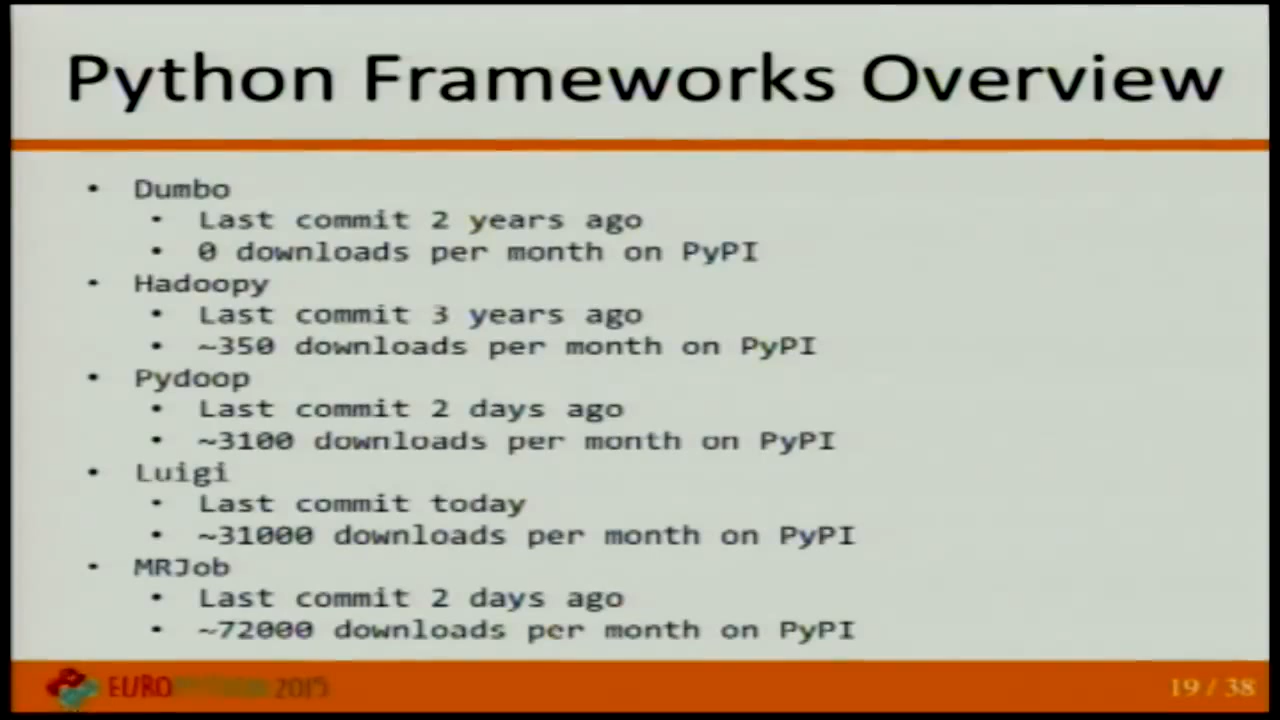 Python Frameworks Overview
• Dumbo
• Last commit 2 years ago
• 0 downloads per month on PyPI
• Hadoopy
• Last commit 3 years ago
• ~350 downloads per month on PyPI
• Pydoop
• Last commit 2 days ago
• ~3100 downloads per month on PyPI
• Luigi
• Last commit today
• ~31000 downloads per month on PyPI
• MRJob
• Last commit 2 days ago
• ~72000 downloads per month on PyPI
EUROPYTHON 2015
19 / 38